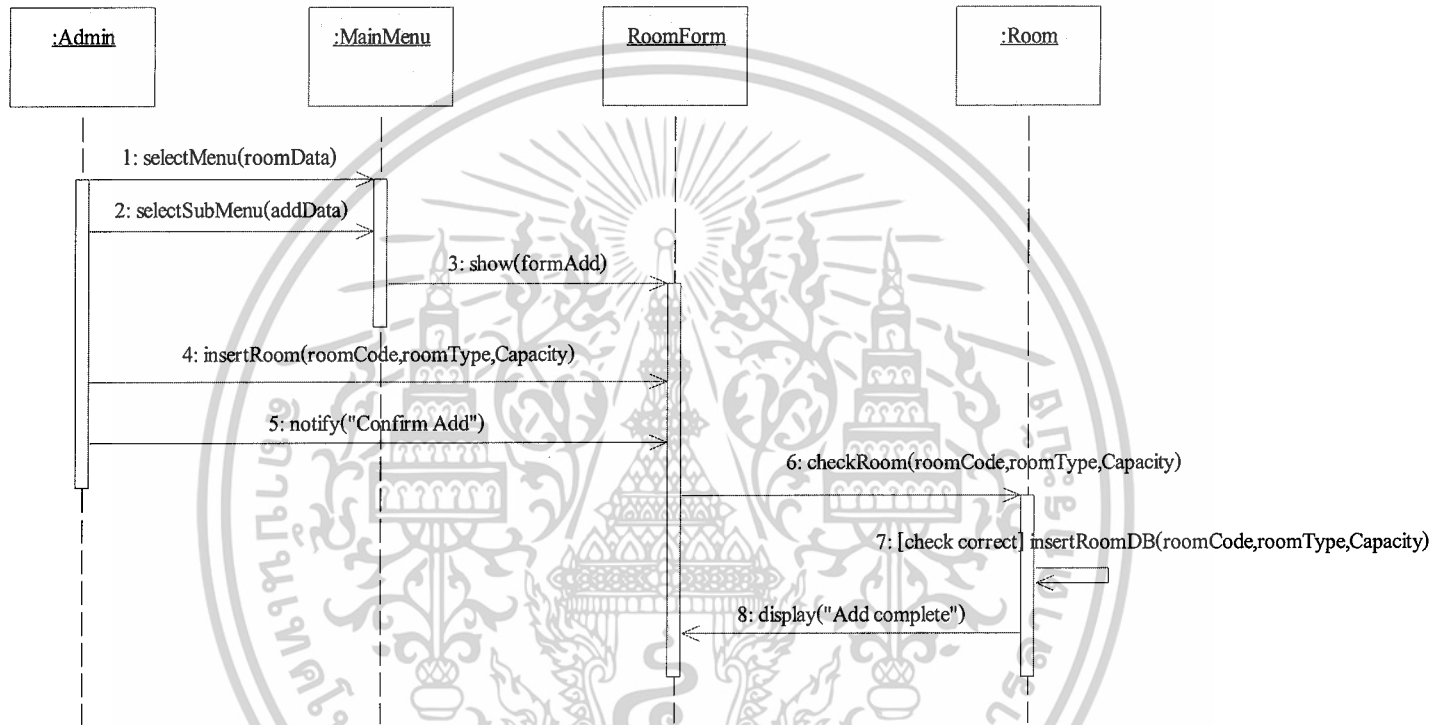 :Admin
:MainMenu
RoomForm
:Room
1: selectMenu(roomData)
2: selectSubMenu(addData)
3: show(formAdd)
4: insertRoom(roomCode,roomType,Capacity)
5: notify("Confirm Add")
6: checkRoom(roomCode,roomType,Capacity)
7: [check correct] insertRoomDB(roomCode,roomType,Capacity)
8: display("Add complete")